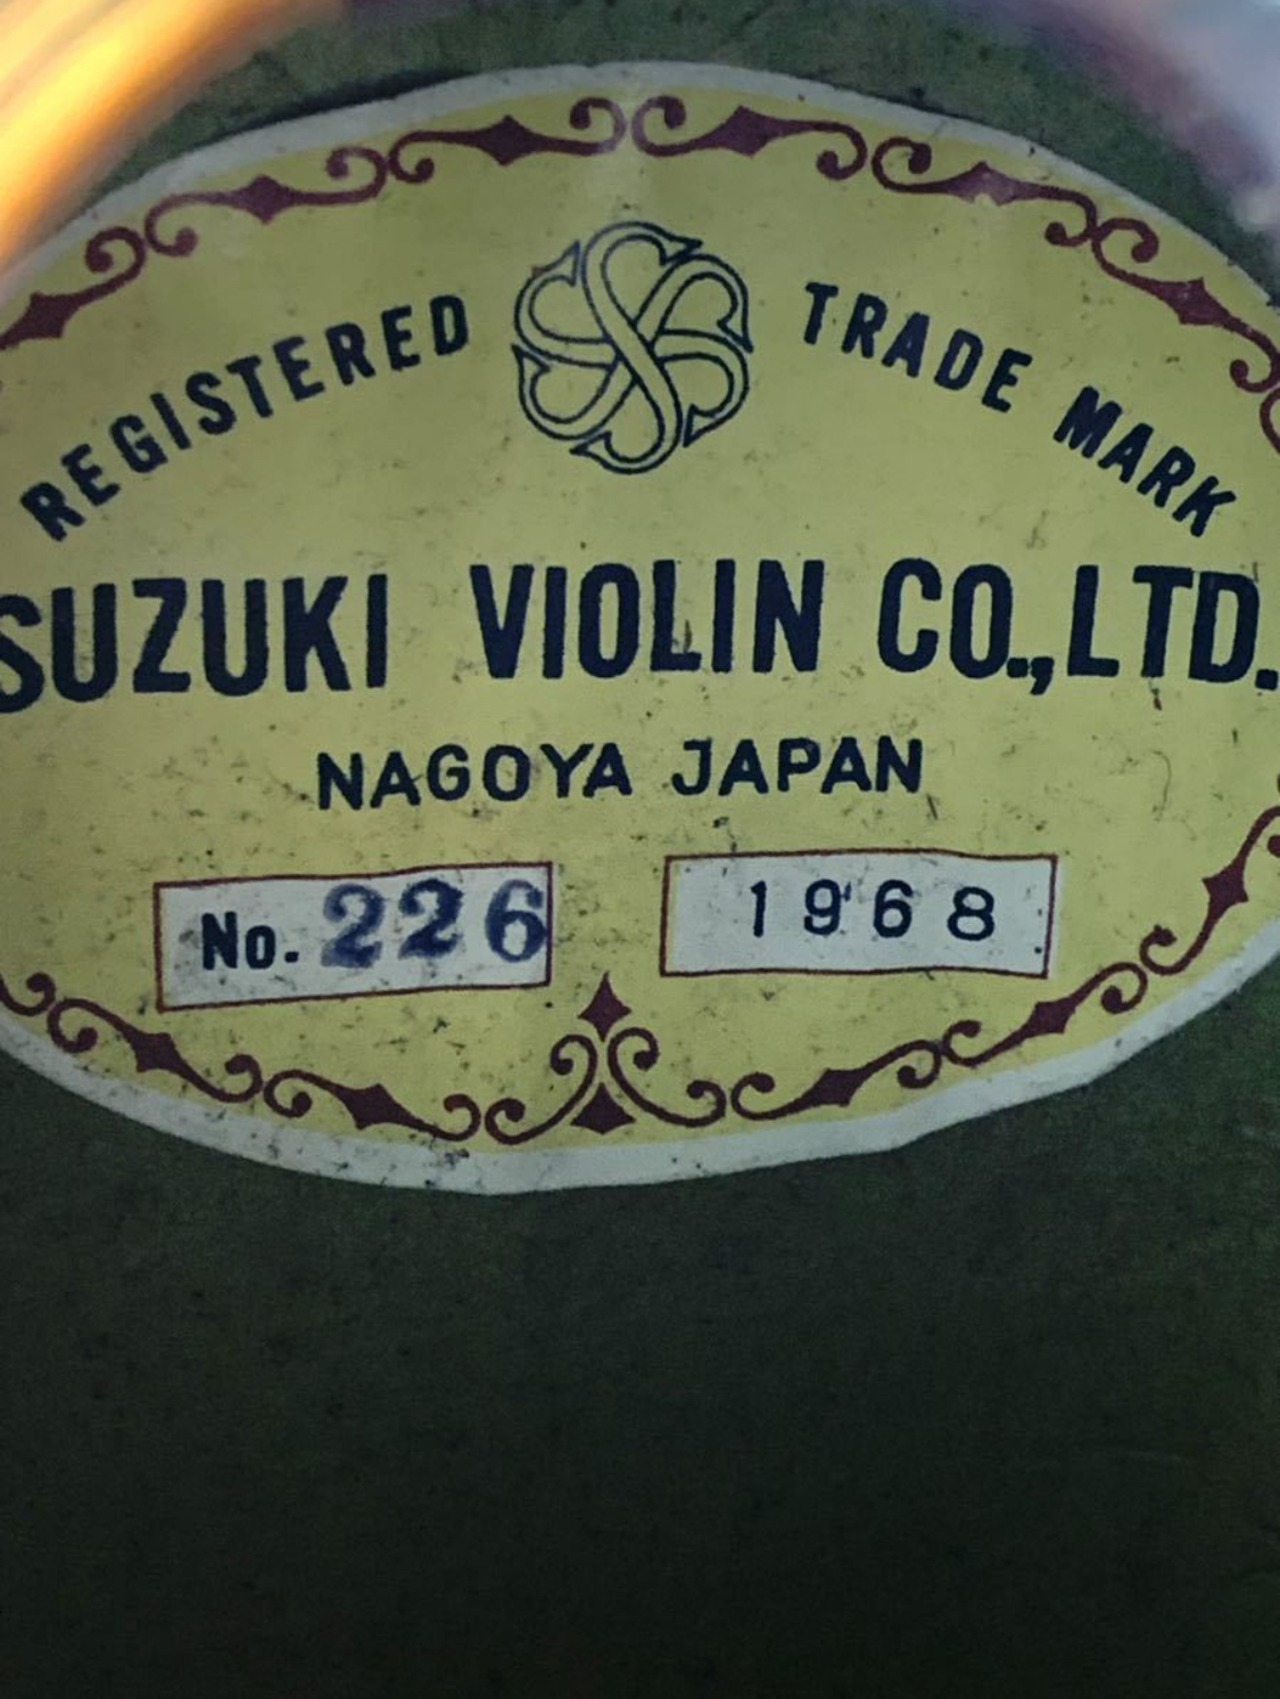 REGISTERED TRADE MARK
SUZUKI VIOLIN CO.,LTD.
NAGOYA JAPAN
No. 226 1968